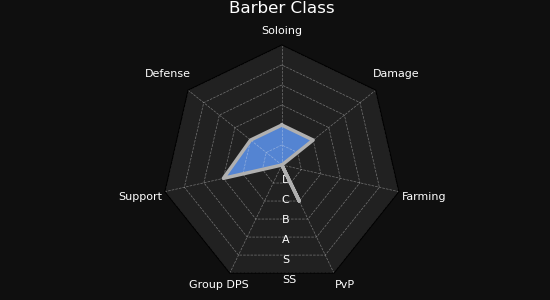 Barber Class
Soloing
Defense
Damage
Support
Farming
D
C
B
A
S
SS
Group DPS
PvP